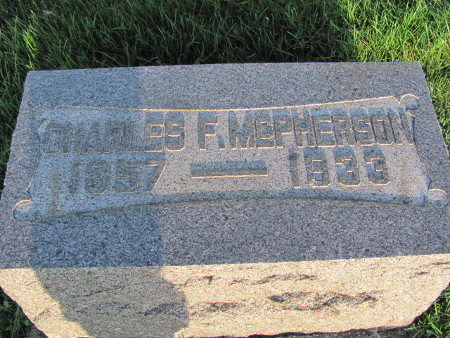 CHARLES F. MCPHERSON
1857 — 1933